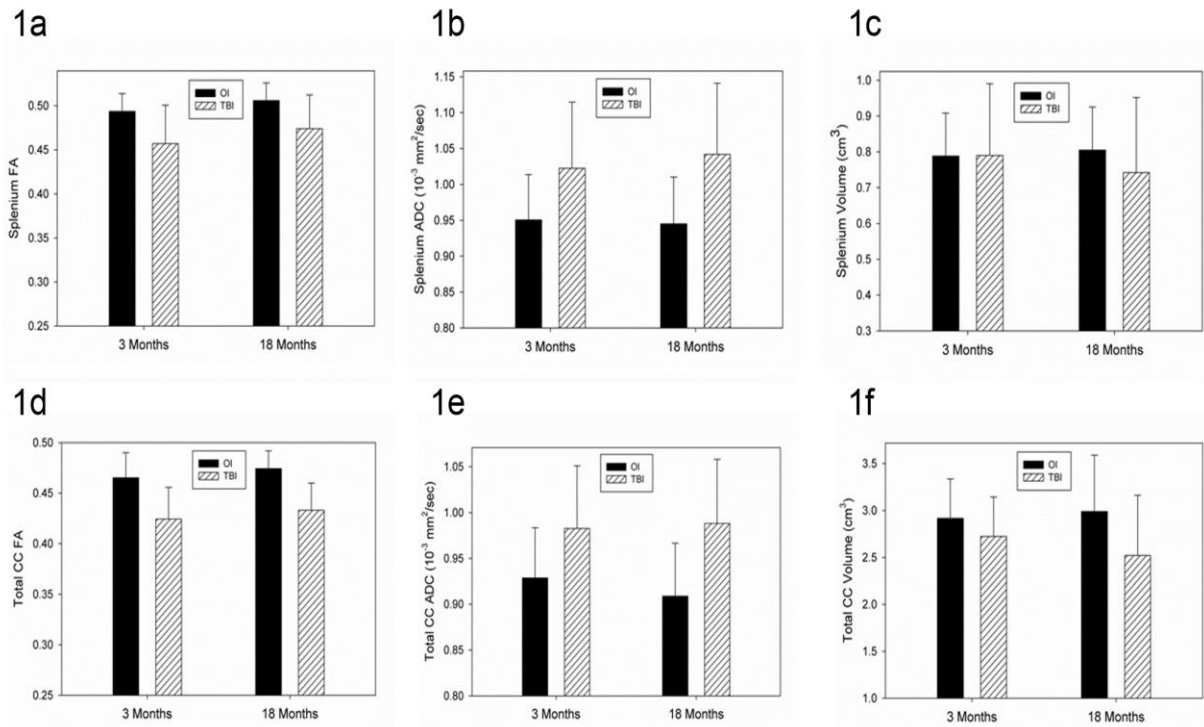 1a
Splenium FA
0.50
0.45
0.40
0.35
0.30
0.25
OI
TBI
3 Months
18 Months
1b
Splenium ADC (10⁻³ mm²/sec)
1.15
1.10
1.05
1.00
0.95
0.90
0.85
0.80
OI
TBI
3 Months
18 Months
1c
Splenium Volume (cm³)
1.0
0.9
0.8
0.7
0.6
0.5
0.4
0.3
OI
TBI
3 Months
18 Months
1d
Total CC FA
0.50
0.45
0.40
0.35
0.30
0.25
OI
TBI
3 Months
18 Months
1e
Total CC ADC (10⁻³ mm²/sec)
1.05
1.00
0.95
0.90
0.85
0.80
OI
TBI
3 Months
18 Months
1f
Total CC Volume (cm³)
3.5
3.0
2.5
2.0
1.5
1.0
OI
TBI
3 Months
18 Months